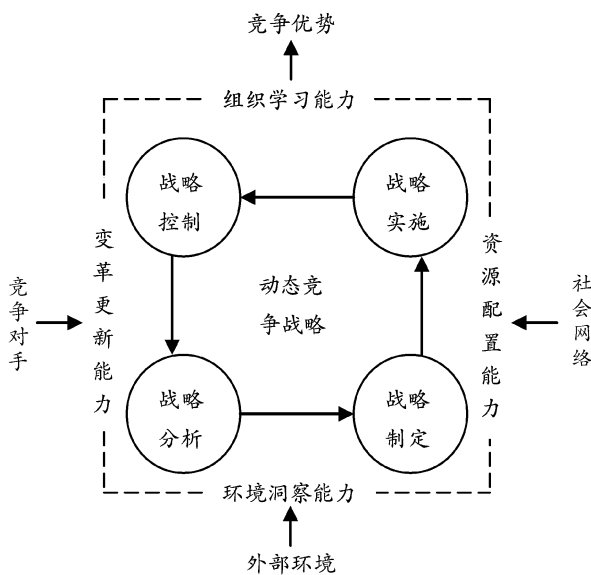 竞争优势
组织学习能力
战略
控制
战略
实施
变革更新能力
动态竞
争战略
资源配置能力
竞争对手
社会网络
战略
分析
战略
制定
环境洞察能力
外部环境